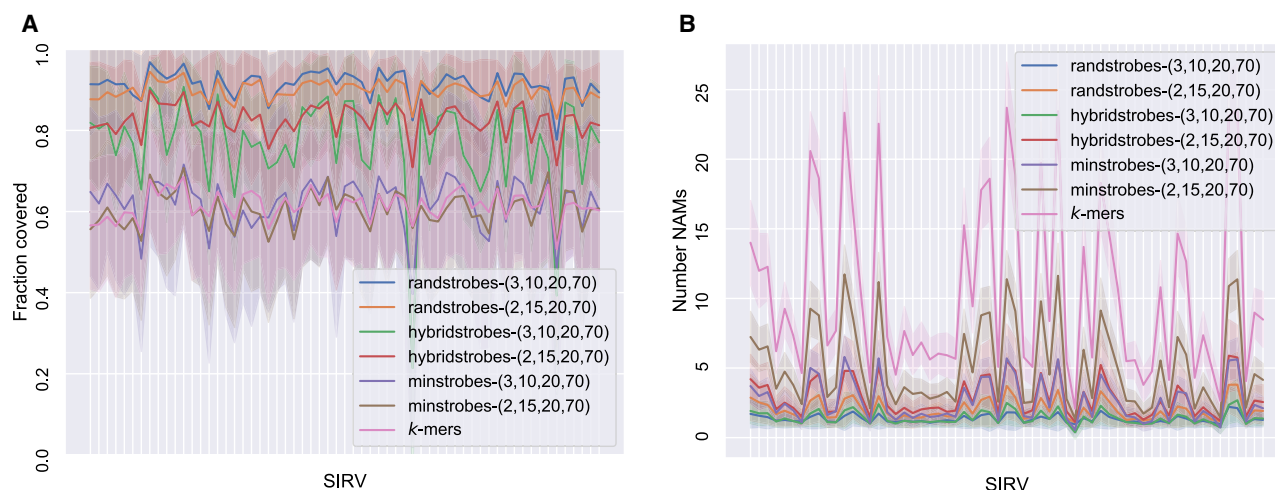 A
Fraction covered
1.0
0.8
0.6
0.4
0.2
0.0
randstrobes-(3,10,20,70)
randstrobes-(2,15,20,70)
hybridstrobes-(3,10,20,70)
hybridstrobes-(2,15,20,70)
minstrobes-(3,10,20,70)
minstrobes-(2,15,20,70)
k-mers
SIRV
B
Number NAMs
25
20
15
10
5
0
randstrobes-(3,10,20,70)
randstrobes-(2,15,20,70)
hybridstrobes-(3,10,20,70)
hybridstrobes-(2,15,20,70)
minstrobes-(3,10,20,70)
minstrobes-(2,15,20,70)
k-mers
SIRV